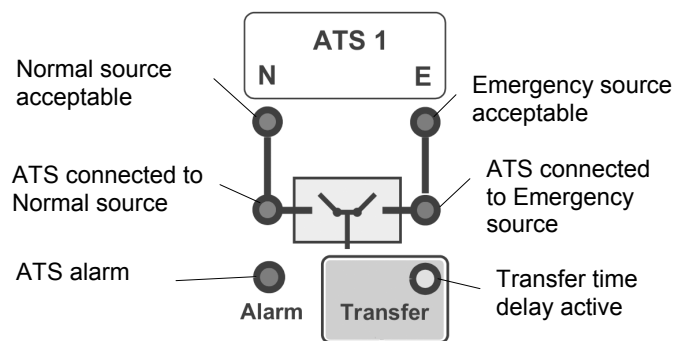 ATS 1
N E
Normal source
acceptable
Emergency source
acceptable
ATS connected to
Normal source
ATS connected
to Emergency
source
ATS alarm
Alarm
Transfer
Transfer time
delay active